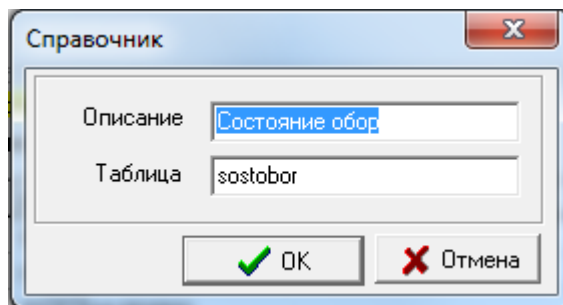 Справочник
Описание Состояние обор
Таблица sostobor
OK Отмена